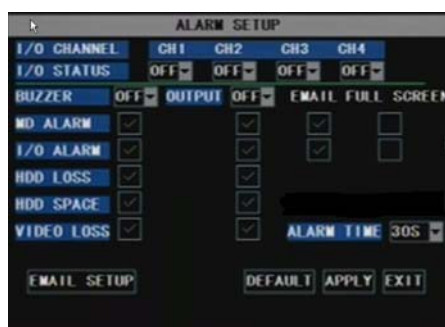 ALARM SETUP
I/O CHANNEL CH1 CH2 CH3 CH4
I/O STATUS OFF OFF OFF OFF
BUZZER OFF OUTPUT OFF EMAIL FULL SCREEN
MD ALARM
I/O ALARM
HDD LOSS
HDD SPACE
VIDEO LOSS ALARM TIME 30S
EMAIL SETUP DEFAULT APPLY EXIT